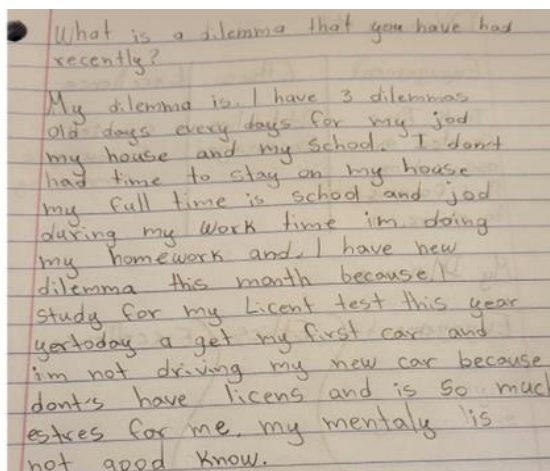 What is a dilemma that you have had
recently?
My dilemma is. I have 3 dilemmas
old days every days for my jod
my house and my school. I don't
had time to stay on my house
my full time is school and jod
during my work time im doing
my homework and, I have new
dilemma this month because I
study for my Licent test this year
yertoday a get my first car and
im not driving my new car because
dont's have licens and is so much
estres for me. my mentaly is
not good know.